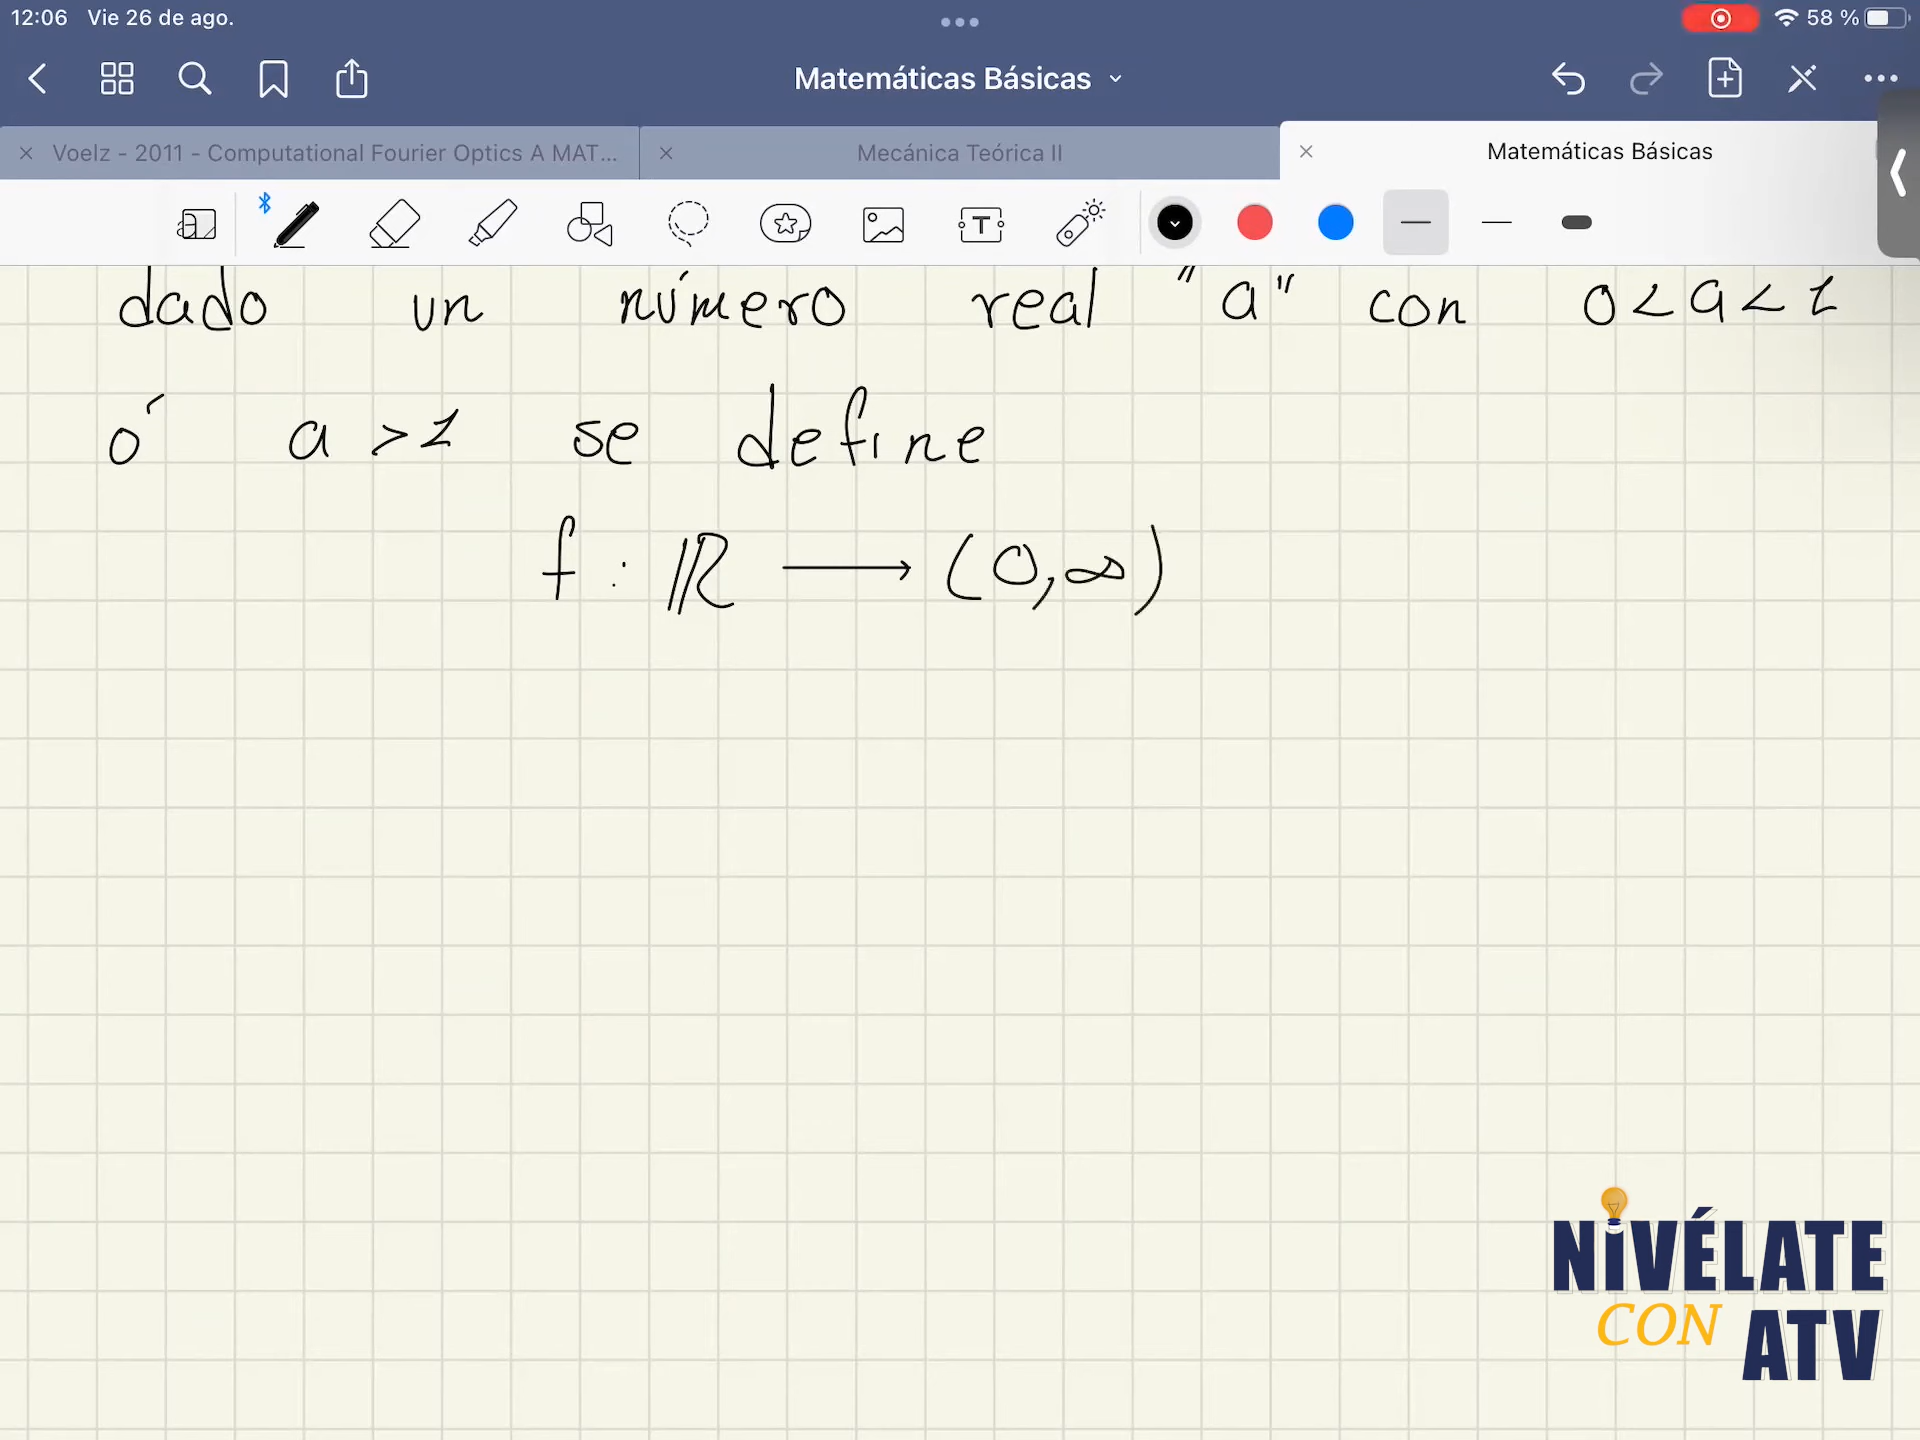 12:06 Vie 26 de ago.
58 %
Matemáticas Básicas
Voelz - 2011 - Computational Fourier Optics A MAT...
Mecánica Teórica II
Matemáticas Básicas
dado un número real "a" con 0<a<1
ó a >1 se define
f : ℝ ⟶ (0,∞)
NIVÉLATE
CON
ATV